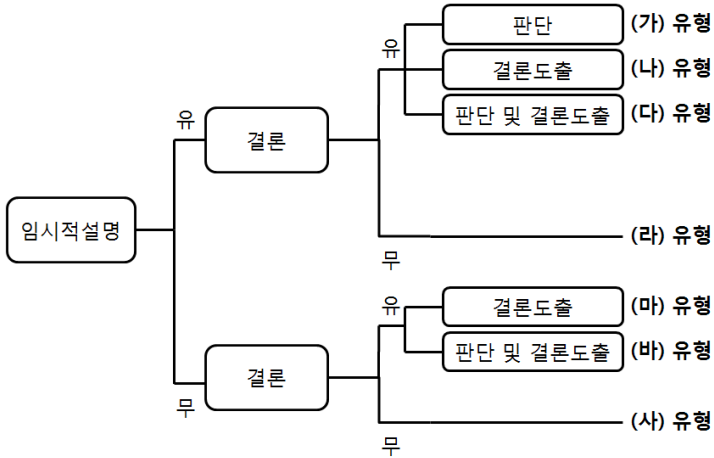 판단 (가) 유형
유
결론도출 (나) 유형
판단 및 결론도출 (다) 유형
유
결론
임시적설명
(라) 유형
무
유
결론도출 (마) 유형
판단 및 결론도출 (바) 유형
결론
무
(사) 유형
무